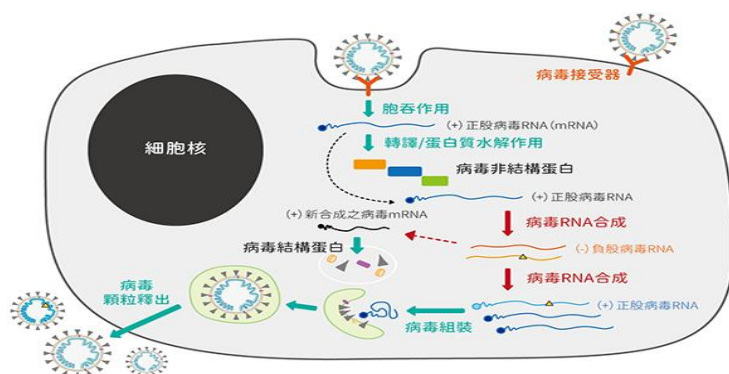 病毒接受器
胞吞作用
(+) 正股病毒RNA(mRNA)
轉譯/蛋白質水解作用
細胞核
病毒非結構蛋白
(+) 正股病毒RNA
(+) 新合成之病毒mRNA
病毒RNA合成
病毒結構蛋白
(-) 負股病毒RNA
病毒RNA合成
病毒
顆粒釋出
(+) 正股病毒RNA
病毒組裝